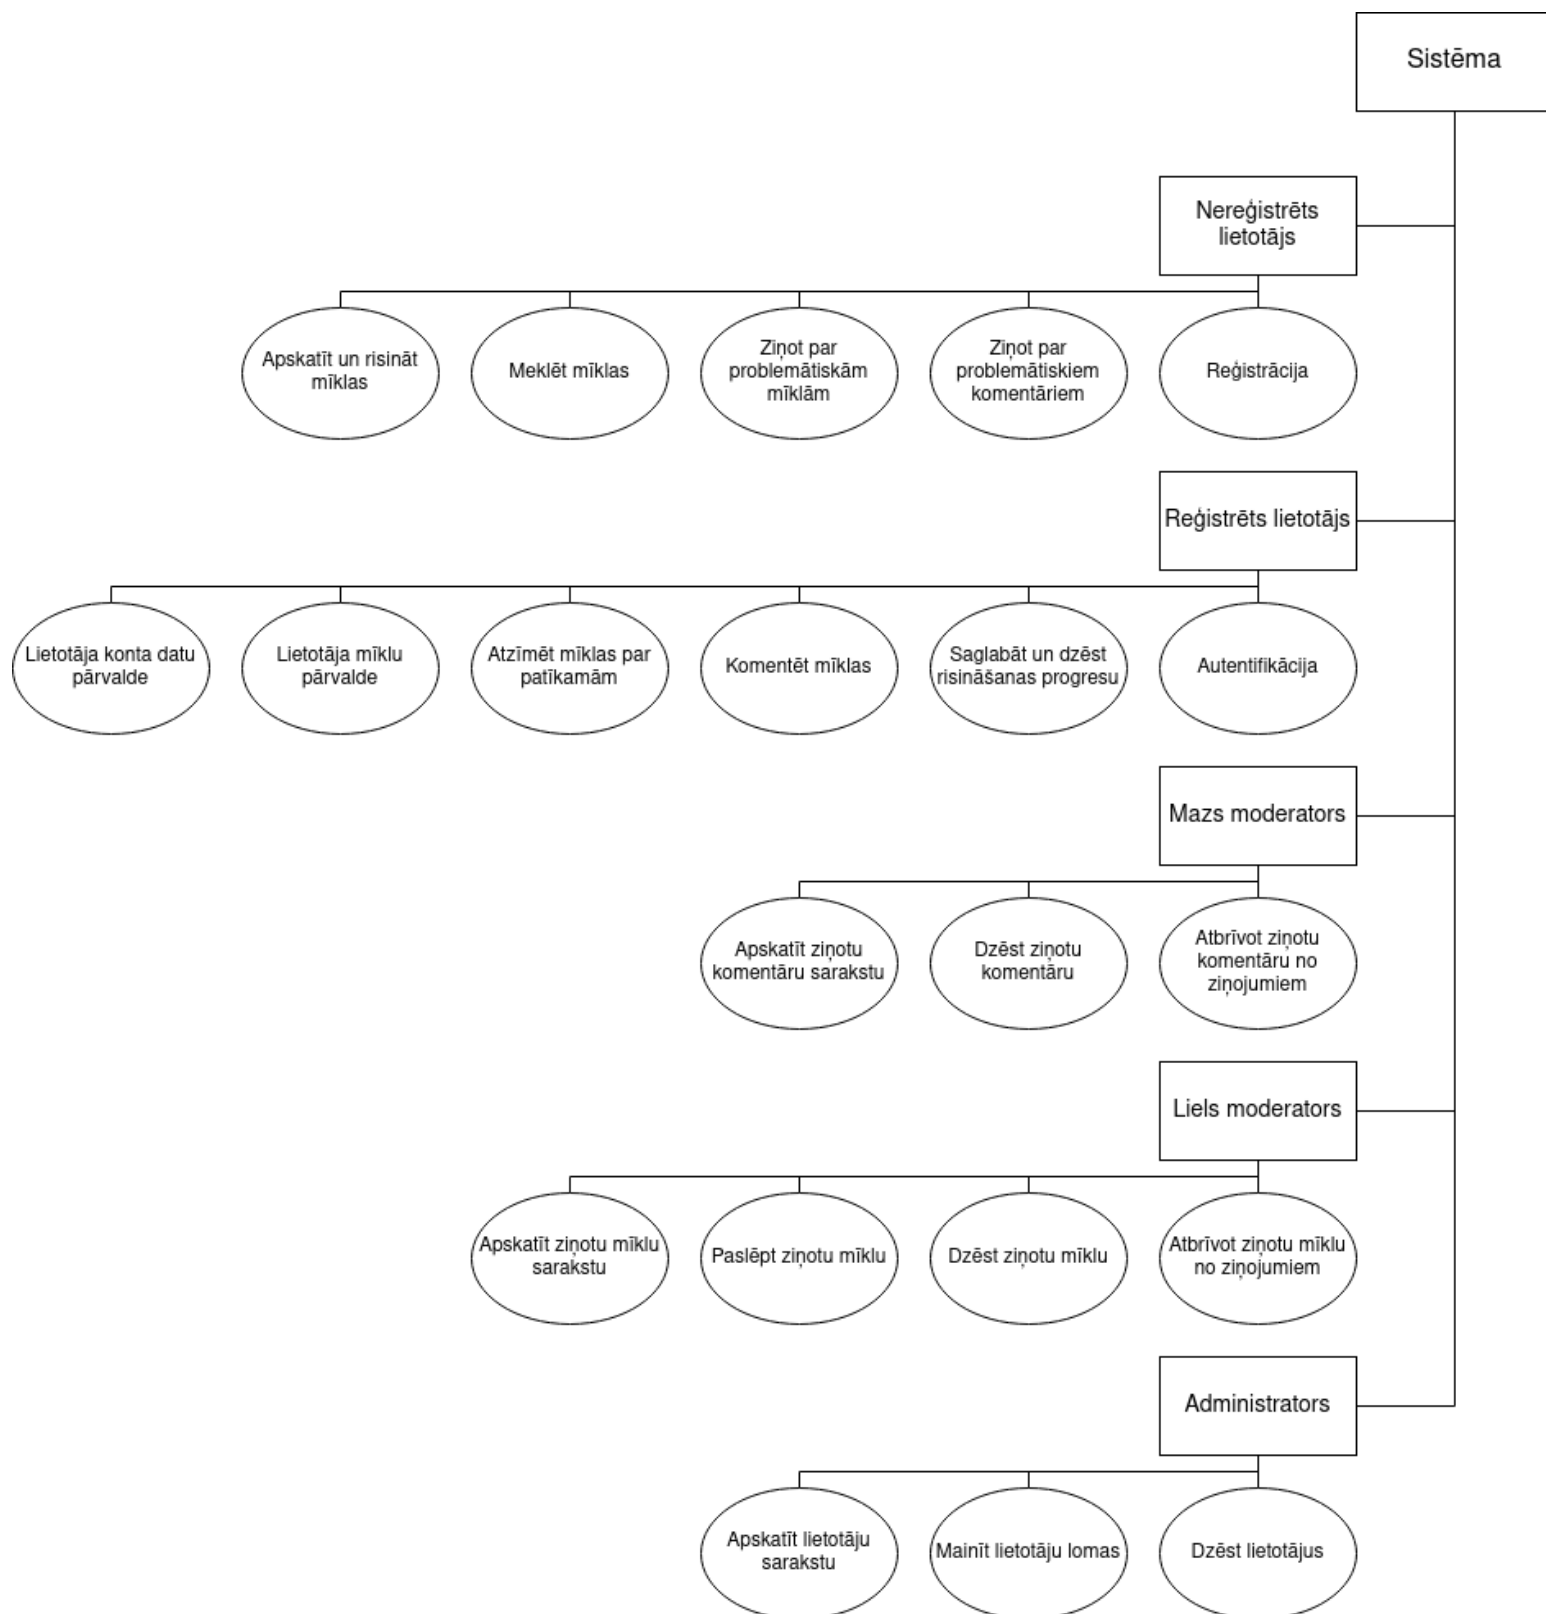 Sistēma
Nereģistrēts
lietotājs
Apskatīt un risināt
mīklas
Meklēt mīklas
Ziņot par
problemātiskām
mīklām
Ziņot par
problemātiskiem
komentāriem
Reģistrācija
Reģistrēts lietotājs
Lietotāja konta datu
pārvalde
Lietotāja mīklu
pārvalde
Atzīmēt mīklas par
patīkamām
Komentēt mīklas
Saglabāt un dzēst
risināšanas progresu
Autentifikācija
Mazs moderators
Apskatīt ziņotu
komentāru sarakstu
Dzēst ziņotu
komentāru
Atbrīvot ziņotu
komentāru no
ziņojumiem
Liels moderators
Apskatīt ziņotu mīklu
sarakstu
Paslēpt ziņotu mīklu
Dzēst ziņotu mīklu
Atbrīvot ziņotu mīklu
no ziņojumiem
Administrators
Apskatīt lietotāju
sarakstu
Mainīt lietotāju lomas
Dzēst lietotājus